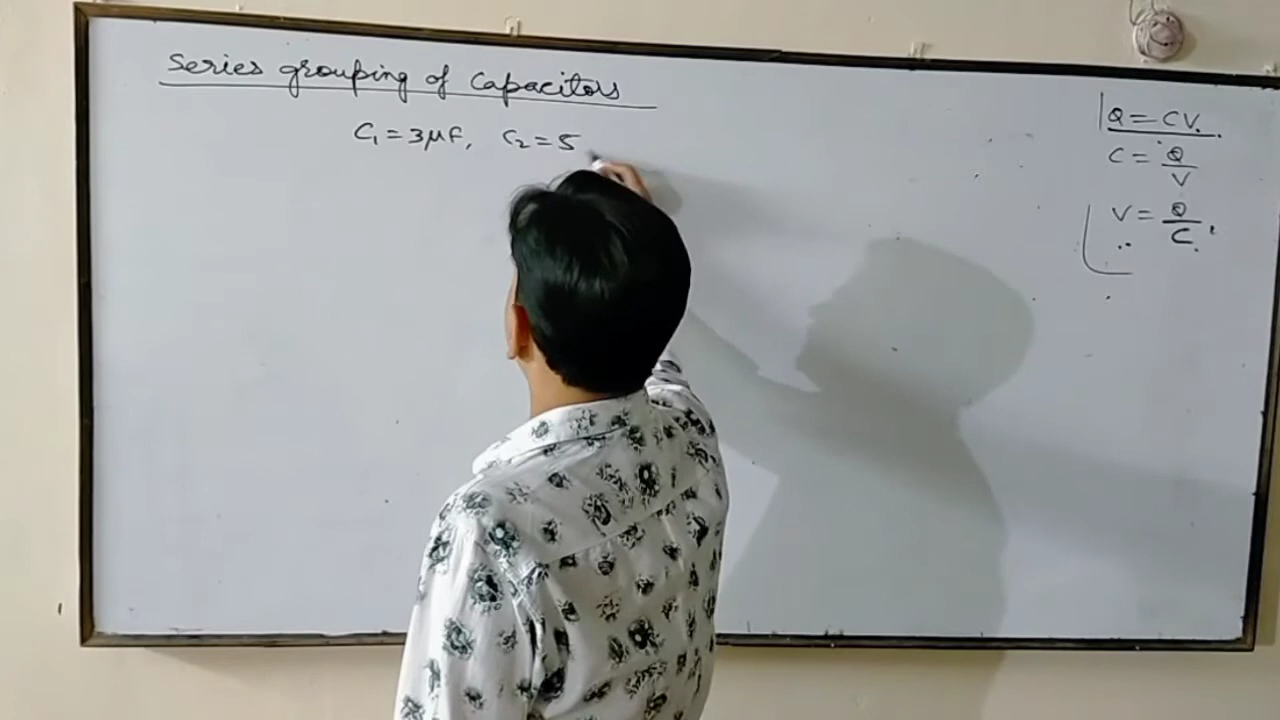 Series grouping of Capacitors
C₁ = 3μF, C₂ = 5
Q = CV.
C = Q/V
V = Q/C